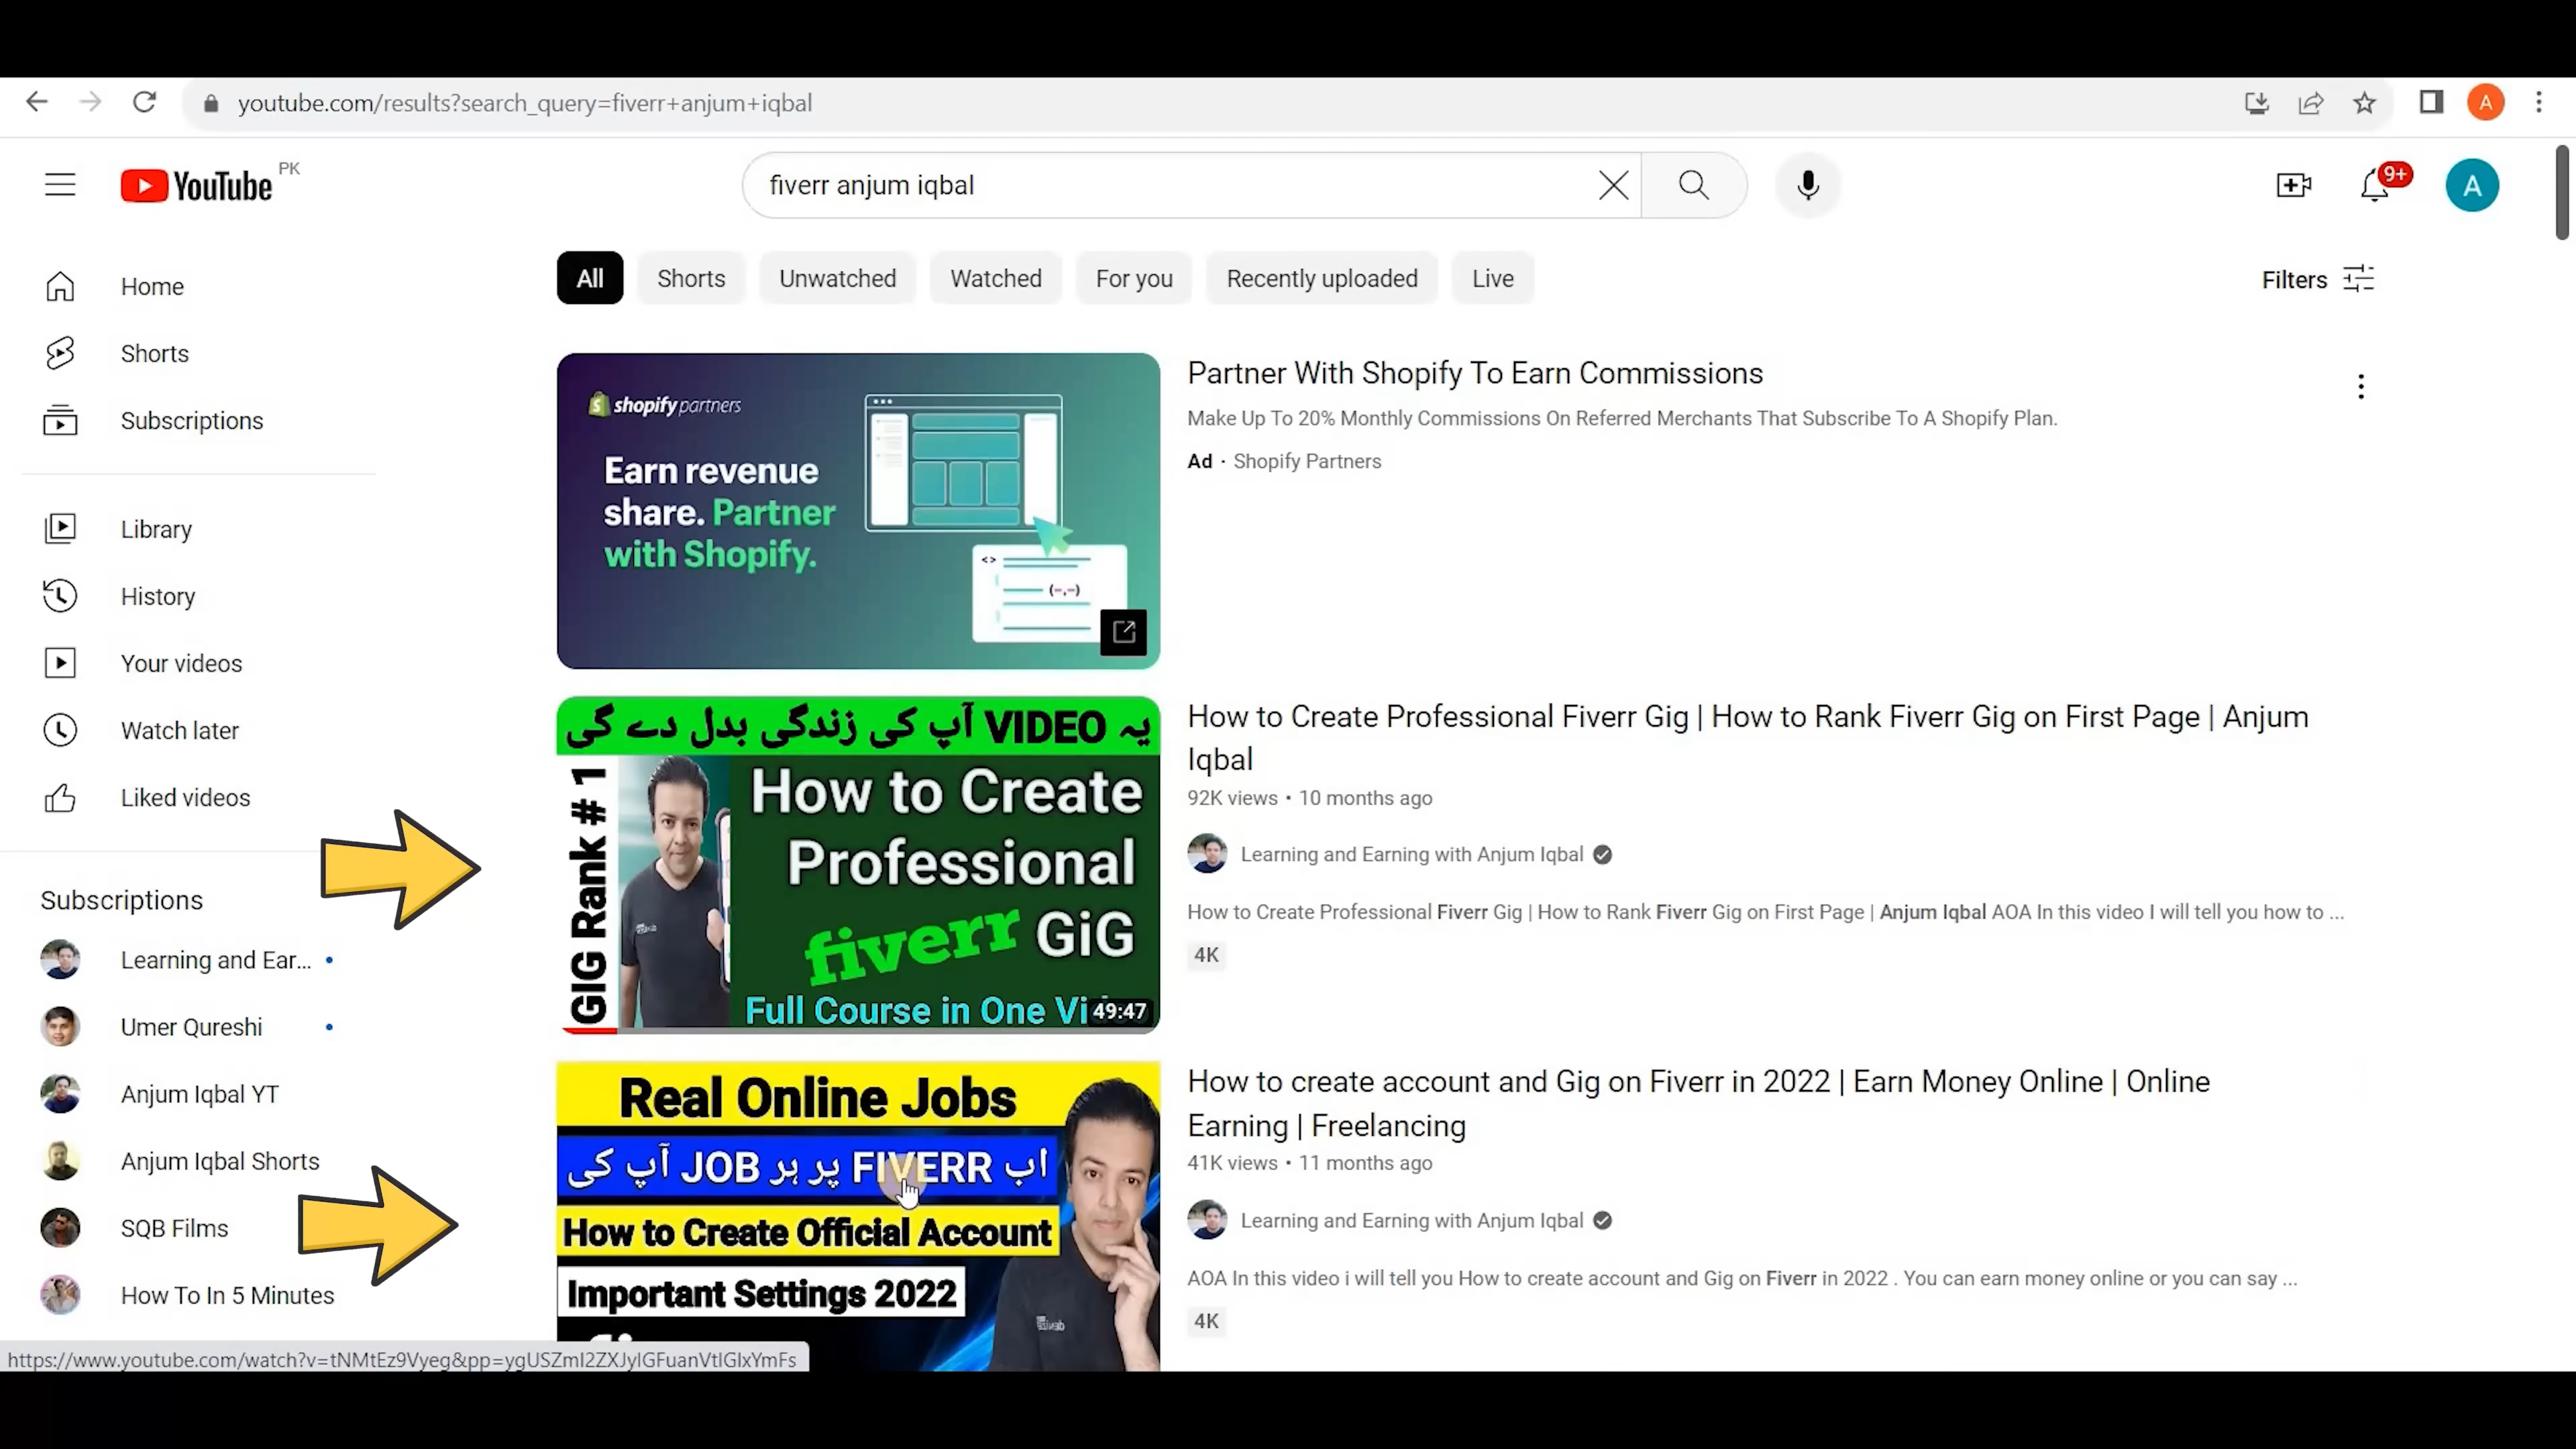 youtube.com/results?search_query=fiverr+anjum+iqbal
A
YouTube PK
fiverr anjum iqbal
9+
A
Home
Shorts
Subscriptions
Library
History
Your videos
Watch later
Liked videos
Subscriptions
Learning and Ear...
Umer Qureshi
Anjum Iqbal YT
Anjum Iqbal Shorts
SQB Films
How To In 5 Minutes
All
Shorts
Unwatched
Watched
For you
Recently uploaded
Live
Filters
shopify partners
Earn revenue
share. Partner
with Shopify.
Partner With Shopify To Earn Commissions
Make Up To 20% Monthly Commissions On Referred Merchants That Subscribe To A Shopify Plan.
Ad · Shopify Partners
یہ VIDEO آپ کی زندگی بدل دے گی
GIG Rank # 1
How to Create
Professional
fiverr GiG
Full Course in One
49:47
How to Create Professional Fiverr Gig | How to Rank Fiverr Gig on First Page | Anjum
Iqbal
92K views • 10 months ago
Learning and Earning with Anjum Iqbal
How to Create Professional Fiverr Gig | How to Rank Fiverr Gig on First Page | Anjum Iqbal AOA In this video I will tell you how to ...
4K
Real Online Jobs
اب FIVERR پر ہر JOB آپ کی
How to Create Official Account
Important Settings 2022
How to create account and Gig on Fiverr in 2022 | Earn Money Online | Online
Earning | Freelancing
41K views • 11 months ago
Learning and Earning with Anjum Iqbal
AOA In this video i will tell you How to create account and Gig on Fiverr in 2022 . You can earn money online or you can say ...
4K